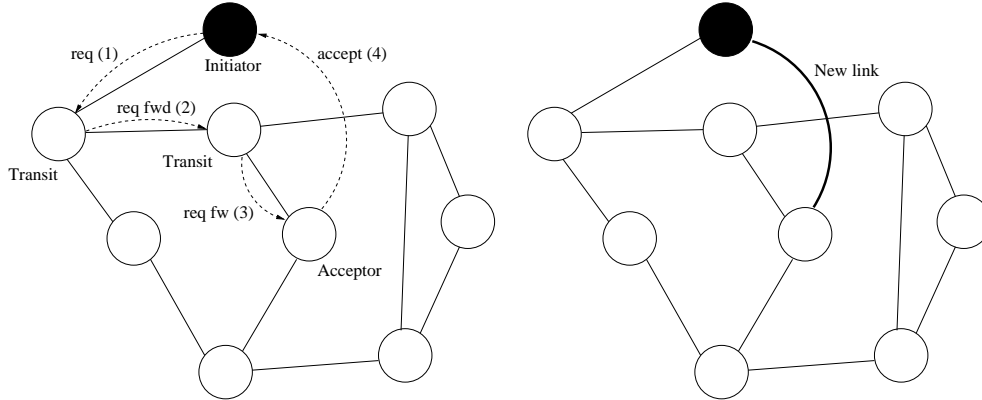 req (1)
accept (4)
Initiator
req fwd (2)
Transit
Transit
req fw (3)
Acceptor
New link